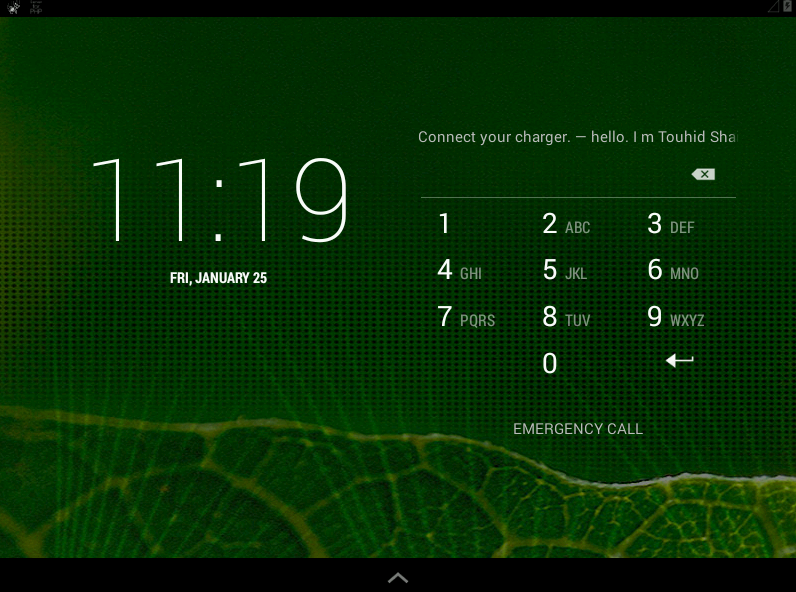 11:19
FRI, JANUARY 25
Connect your charger. — hello. I m Touhid
1
2 ABC
3 DEF
4 GHI
5 JKL
6 MNO
7 PQRS
8 TUV
9 WXYZ
0
EMERGENCY CALL